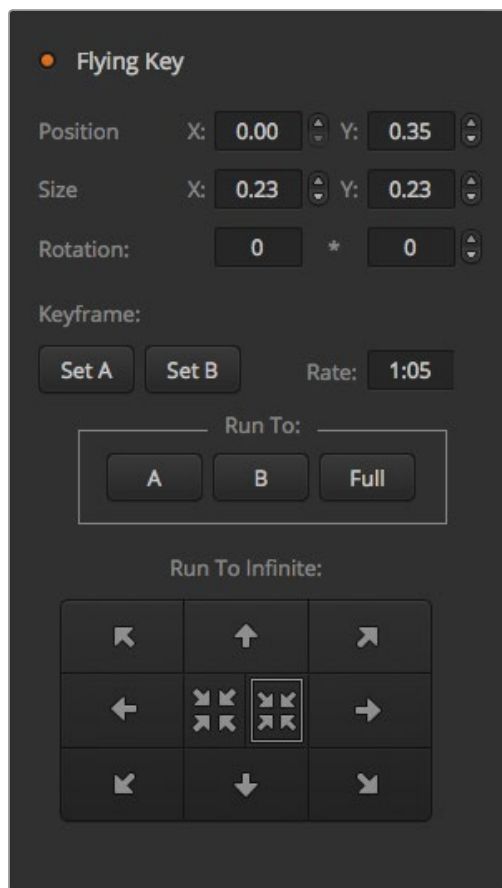 Flying Key
Position X: 0.00 Y: 0.35
Size X: 0.23 Y: 0.23
Rotation: 0 * 0
Keyframe:
Set A Set B Rate: 1:05
Run To:
A B Full
Run To Infinite: